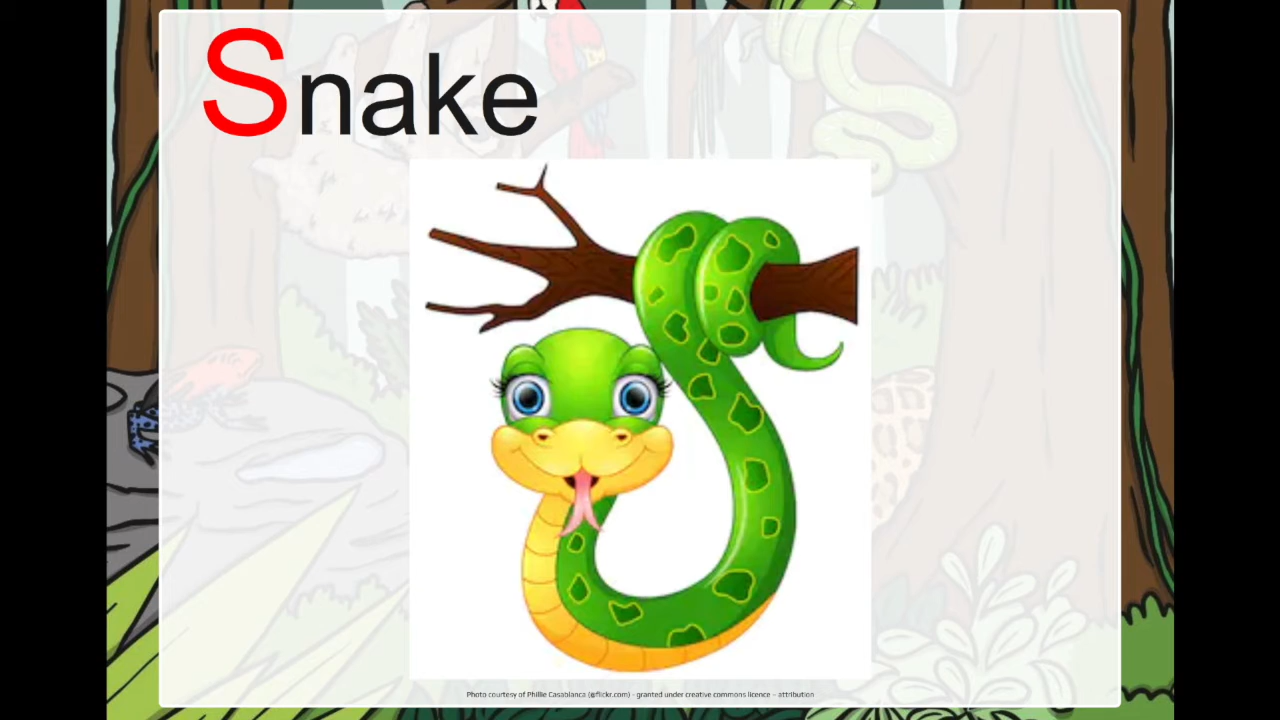 Snake
Photo courtesy of Phillie Casablanca (@flickr.com) - granted under creative commons licence – attribution